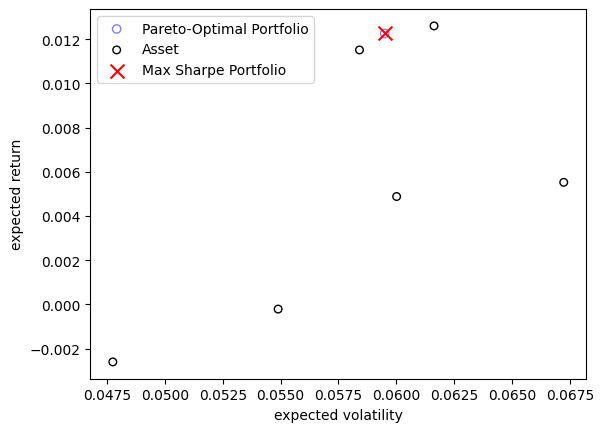 Pareto-Optimal Portfolio
Asset
Max Sharpe Portfolio
0.012
0.010
0.008
0.006
0.004
0.002
0.000
−0.002
expected return
0.0475 0.0500 0.0525 0.0550 0.0575 0.0600 0.0625 0.0650 0.0675
expected volatility